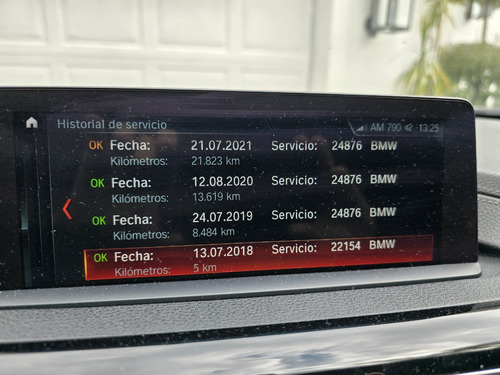 Historial de servicio AM 790 13:25
OK Fecha: 21.07.2021 Servicio: 24876 BMW
Kilómetros: 21.823 km
OK Fecha: 12.08.2020 Servicio: 24876 BMW
Kilómetros: 13.619 km
OK Fecha: 24.07.2019 Servicio: 24876 BMW
Kilómetros: 8.484 km
OK Fecha: 13.07.2018 Servicio: 22154 BMW
Kilómetros: 5 km